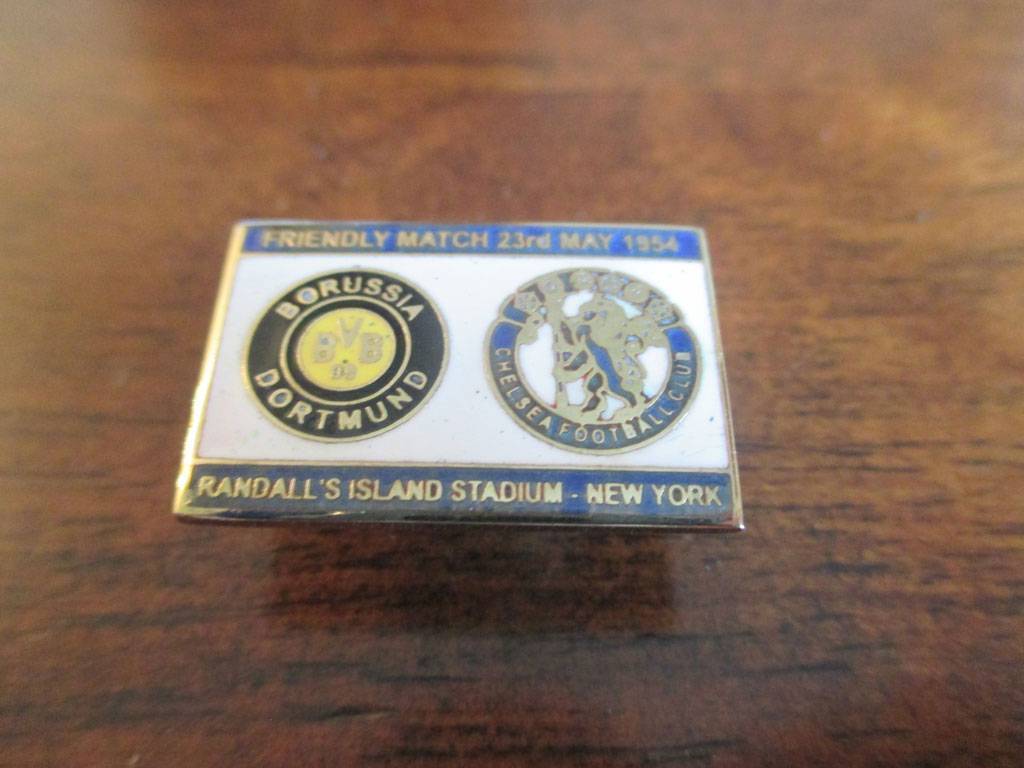 FRIENDLY MATCH 23rd MAY 1954
BORUSSIA
BVB
09
DORTMUND
CHELSEA FOOTBALL CLUB
RANDALL'S ISLAND STADIUM - NEW YORK